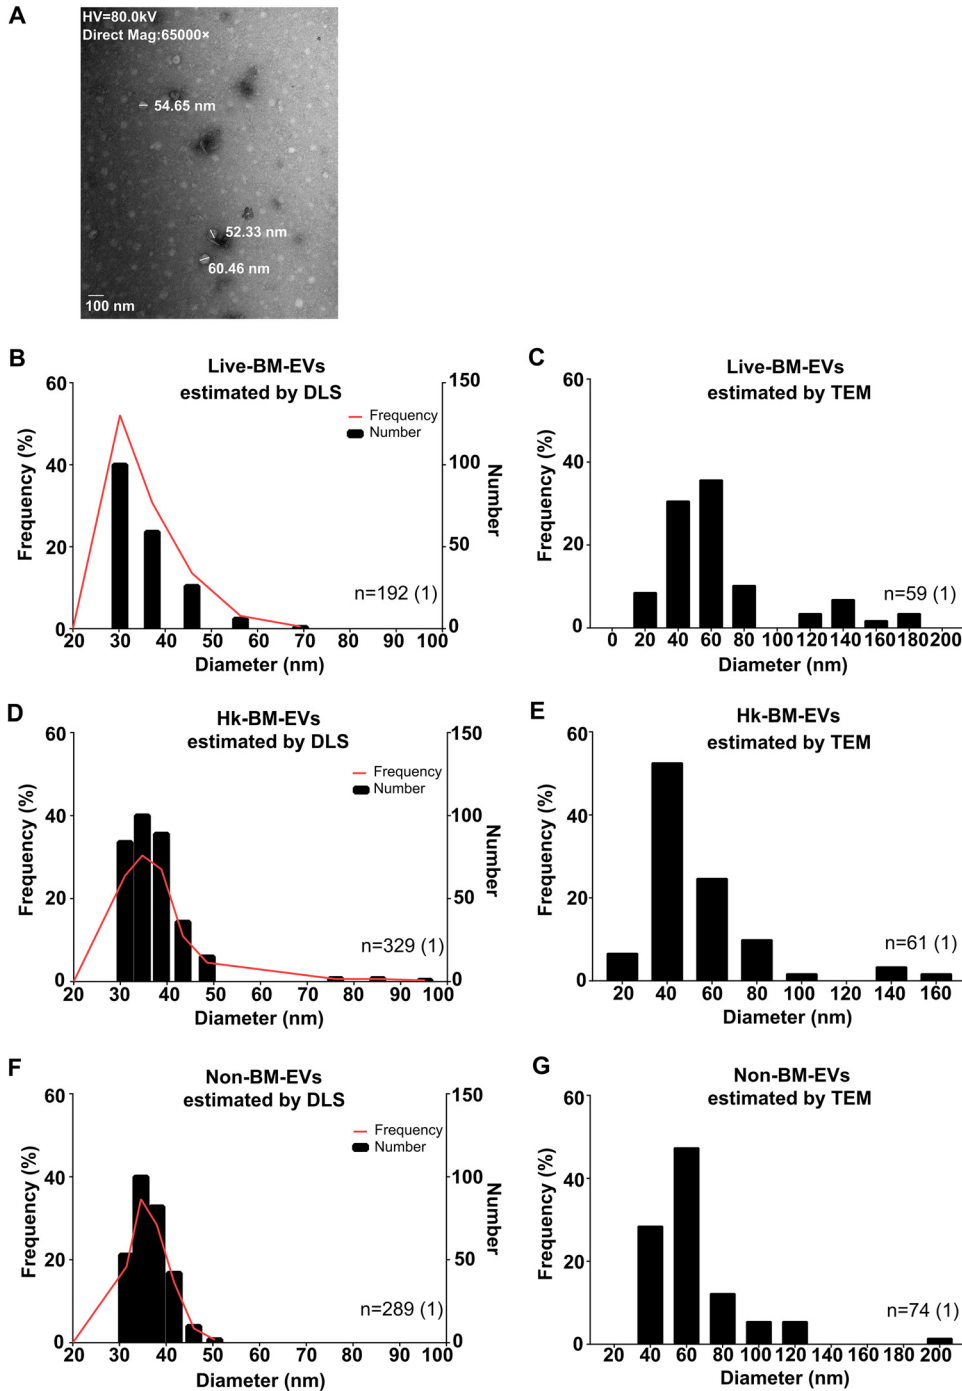 A
HV=80.0kV
Direct Mag:65000×
54.65 nm
52.33 nm
60.46 nm
100 nm
B
Live-BM-EVs
estimated by DLS
Frequency
Number
Frequency (%)
60
40
20
0
150
100
50
0
Number
n=192 (1)
20 30 40 50 60 70 80 90 100
Diameter (nm)
C
Live-BM-EVs
estimated by TEM
Frequency (%)
60
40
20
0
n=59 (1)
0 20 40 60 80 100 120 140 160 180 200
Diameter (nm)
D
Hk-BM-EVs
estimated by DLS
Frequency
Number
Frequency (%)
60
40
20
0
150
100
50
0
Number
n=329 (1)
20 30 40 50 60 70 80 90 100
Diameter (nm)
E
Hk-BM-EVs
estimated by TEM
Frequency (%)
60
40
20
0
n=61 (1)
20 40 60 80 100 120 140 160
Diameter (nm)
F
Non-BM-EVs
estimated by DLS
Frequency
Number
Frequency (%)
60
40
20
0
150
100
50
0
Number
n=289 (1)
20 30 40 50 60 70 80 90 100
Diameter (nm)
G
Non-BM-EVs
estimated by TEM
Frequency (%)
60
40
20
0
n=74 (1)
20 40 60 80 100 120 140 160 180 200
Diameter (nm)